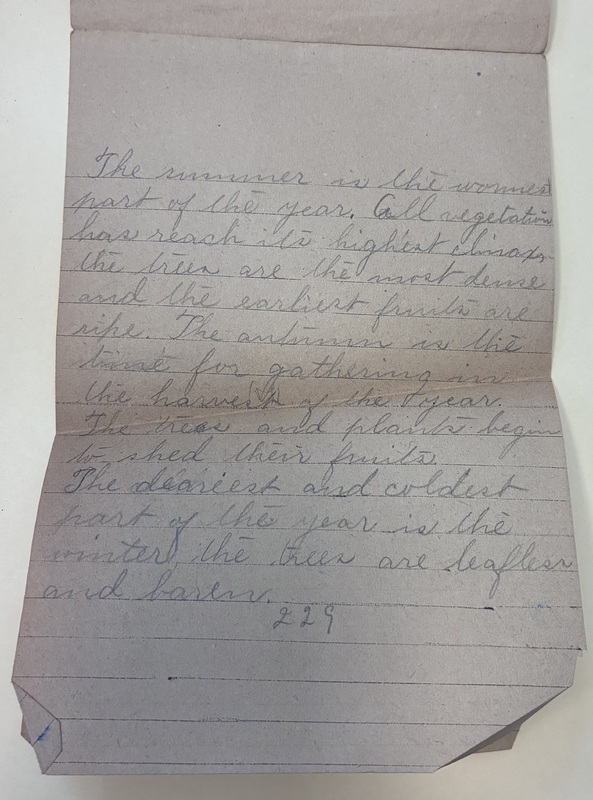 The summer is the wormest
part of the year. All vegetation
has reach its highest climax,
the trees are the most dense
and the earliest fruits are
ripe. The autumn is the
time for gathering in
the harvest of the year.
The trees and plants begin
to shed their fruits.
The deariest and coldest
part of the year is the
winter, the trees are leafless
and baren.
229